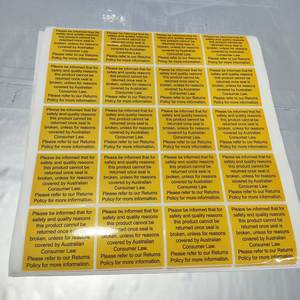 Please be informed that for
safety and quality reasons
this product cannot be
returned once seal is
broken, unless for reasons
covered by Australian
Consumer Law.
Please refer to our Returns
Policy for more information.